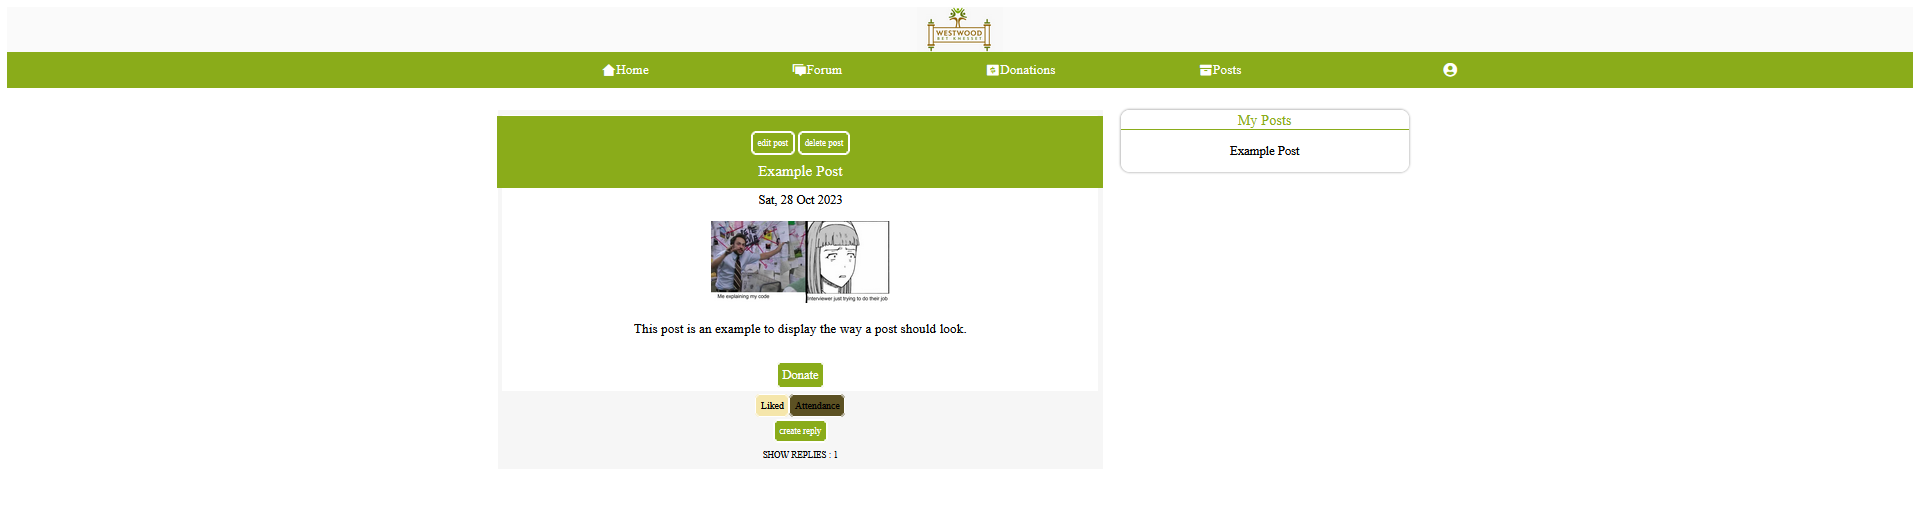 WESTWOOD
BET KNESSET
Home
Forum
Donations
Posts
edit post
delete post
Example Post
Sat, 28 Oct 2023
Me explaining my code
Interviewer just trying to do their job
This post is an example to display the way a post should look.
Donate
Liked
Attendance
create reply
SHOW REPLIES : 1
My Posts
Example Post